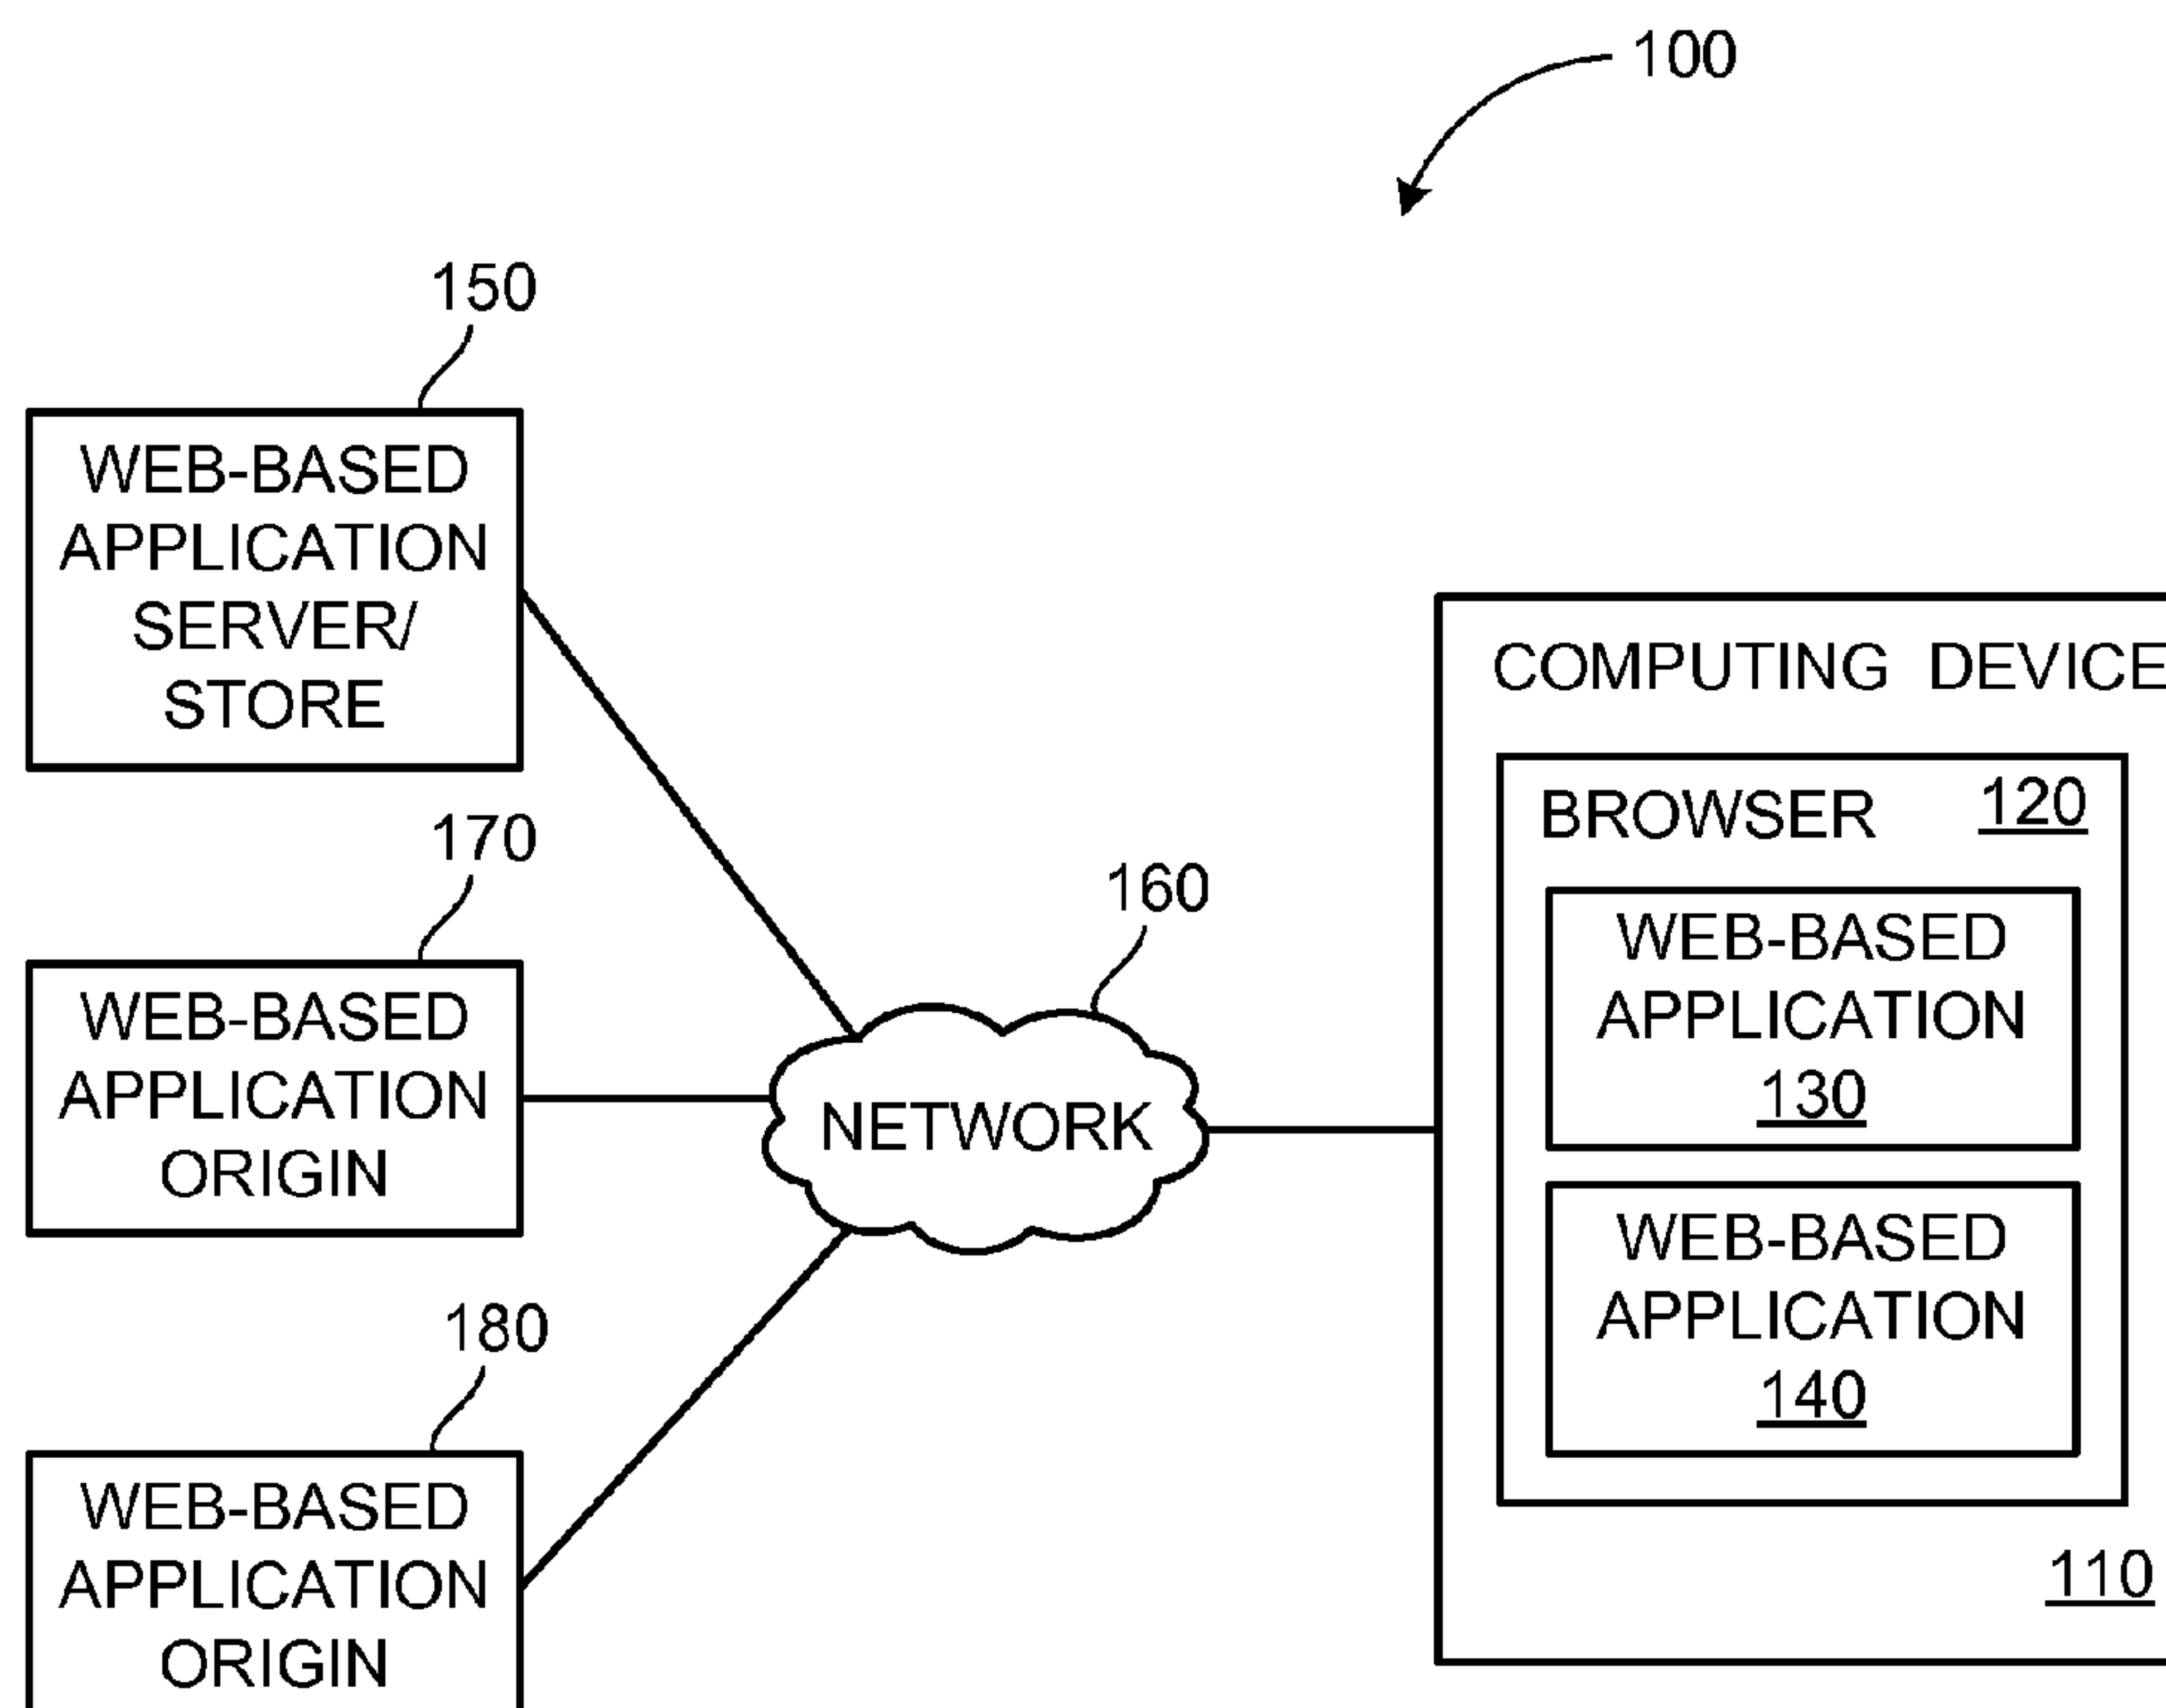 100
150
WEB-BASED
APPLICATION
SERVER/
STORE
170
WEB-BASED
APPLICATION
ORIGIN
180
WEB-BASED
APPLICATION
ORIGIN
160
NETWORK
COMPUTING DEVICE
BROWSER 120
WEB-BASED
APPLICATION
130
WEB-BASED
APPLICATION
140
110